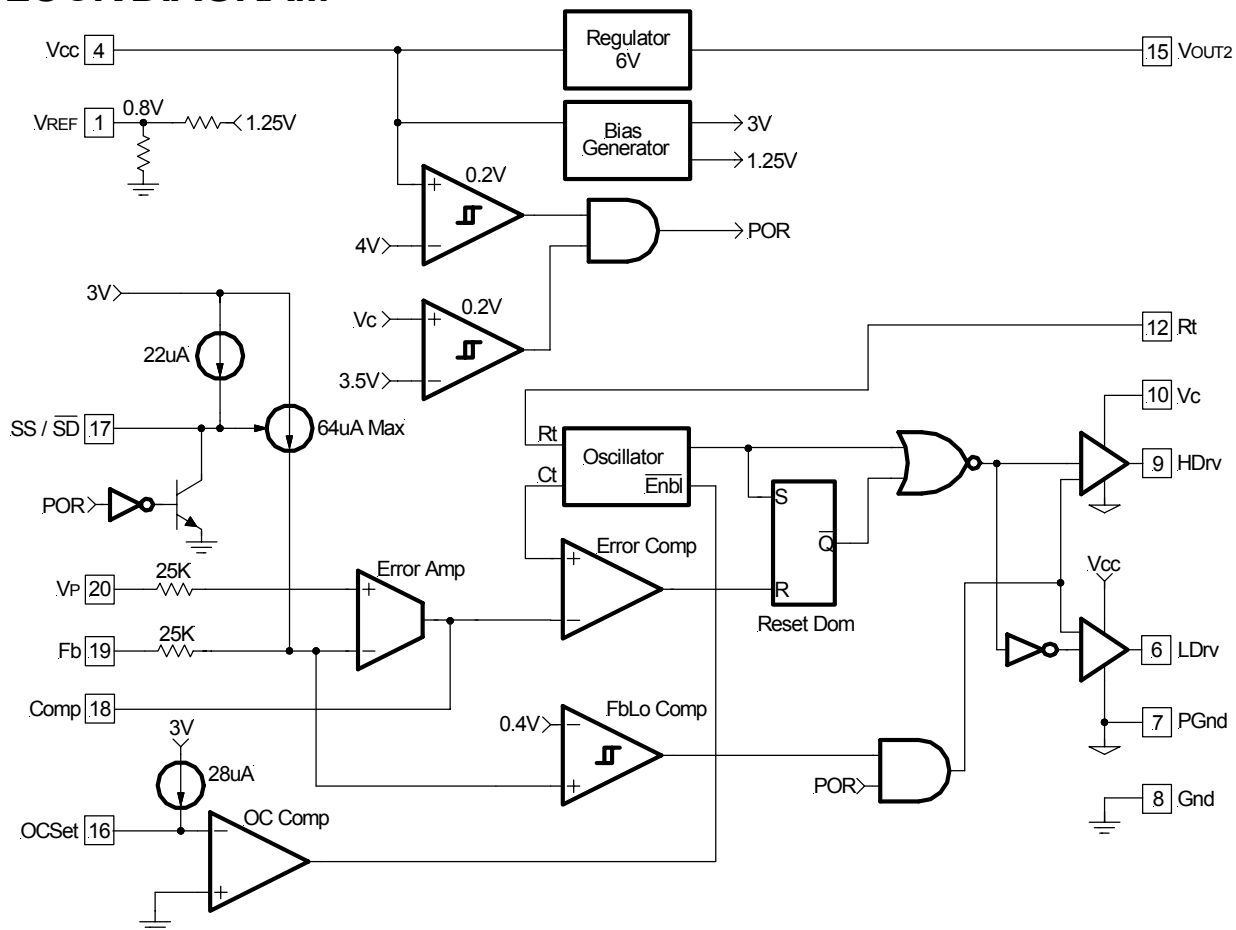 Vcc 4
Regulator
6V
15 VOUT2
VREF 1
0.8V
1.25V
Bias
Generator
3V
1.25V
0.2V
+
4V
−
POR
3V
22uA
0.2V
Vc
+
3.5V
−
12 Rt
10 Vc
SS / SD 17
64uA Max
Rt
Ct
Oscillator
Enbl
9 HDrv
POR
S
Q
R
Reset Dom
Error Comp
+
−
Vcc
VP 20
25K
Error Amp
+
Fb 19
25K
−
6 LDrv
Comp 18
FbLo Comp
0.4V
−
+
POR
7 PGnd
3V
28uA
8 Gnd
OCSet 16
OC Comp
−
+